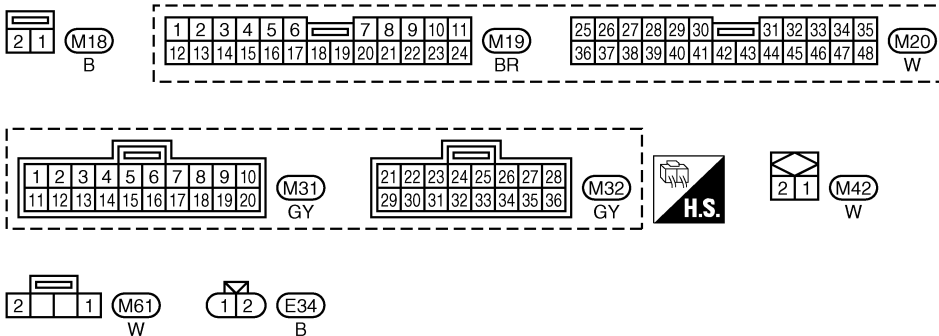 2 1 M18
B
1 2 3 4 5 6 7 8 9 10 11
12 13 14 15 16 17 18 19 20 21 22 23 24
M19
BR
25 26 27 28 29 30 31 32 33 34 35
36 37 38 39 40 41 42 43 44 45 46 47 48
M20
W
1 2 3 4 5 6 7 8 9 10
11 12 13 14 15 16 17 18 19 20
M31
GY
21 22 23 24 25 26 27 28
29 30 31 32 33 34 35 36
M32
GY
H.S.
2 1 M42
W
2 1 M61
W
1 2 E34
B